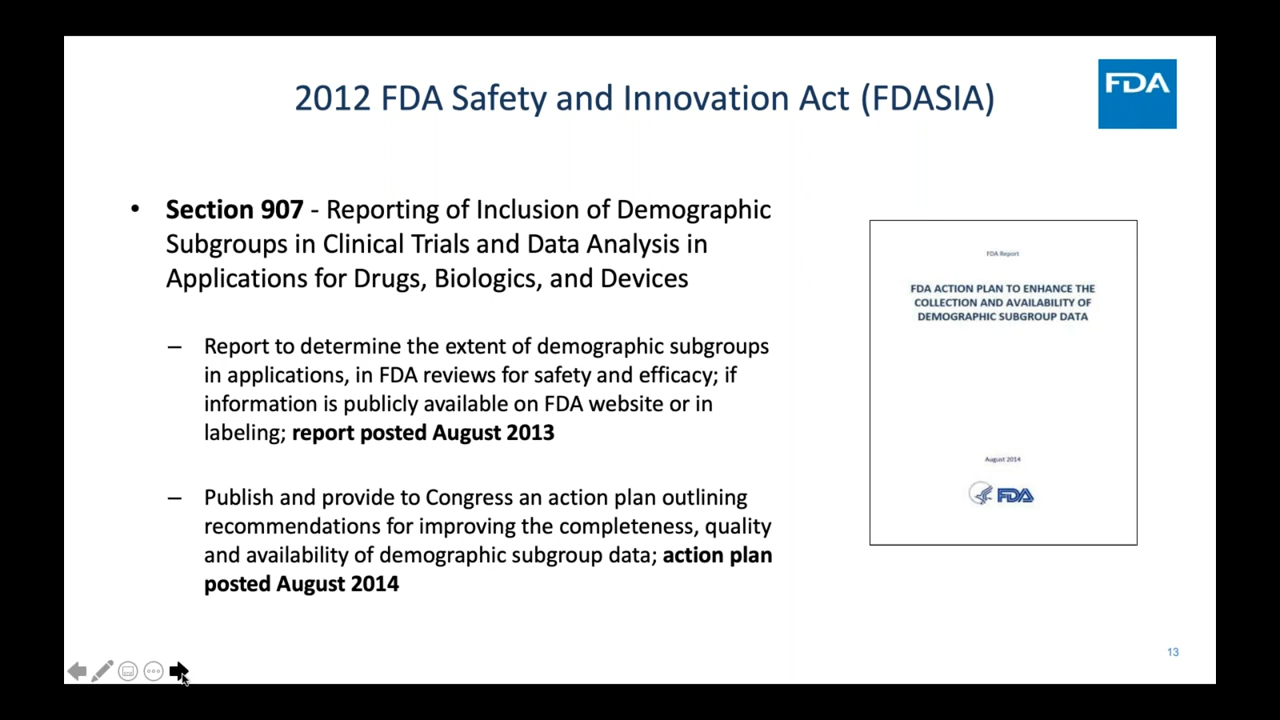 2012 FDA Safety and Innovation Act (FDASIA)
FDA
• Section 907 - Reporting of Inclusion of Demographic
Subgroups in Clinical Trials and Data Analysis in
Applications for Drugs, Biologics, and Devices
– Report to determine the extent of demographic subgroups
in applications, in FDA reviews for safety and efficacy; if
information is publicly available on FDA website or in
labeling; report posted August 2013
– Publish and provide to Congress an action plan outlining
recommendations for improving the completeness, quality
and availability of demographic subgroup data; action plan
posted August 2014
FDA Report
FDA ACTION PLAN TO ENHANCE THE
COLLECTION AND AVAILABILITY OF
DEMOGRAPHIC SUBGROUP DATA
August 2014
FDA
13